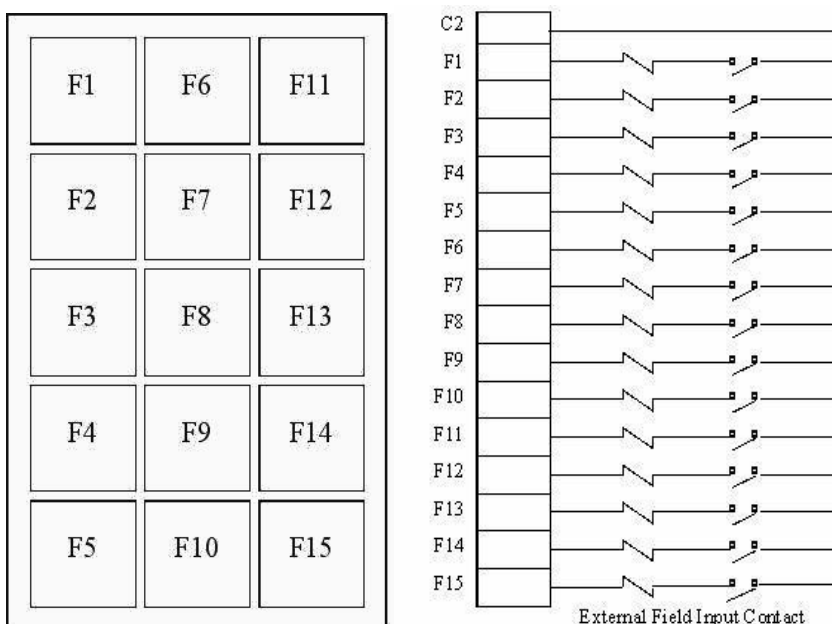 F1 F6 F11
F2 F7 F12
F3 F8 F13
F4 F9 F14
F5 F10 F15
C2
F1
F2
F3
F4
F5
F6
F7
F8
F9
F10
F11
F12
F13
F14
F15
External Field Input Contact